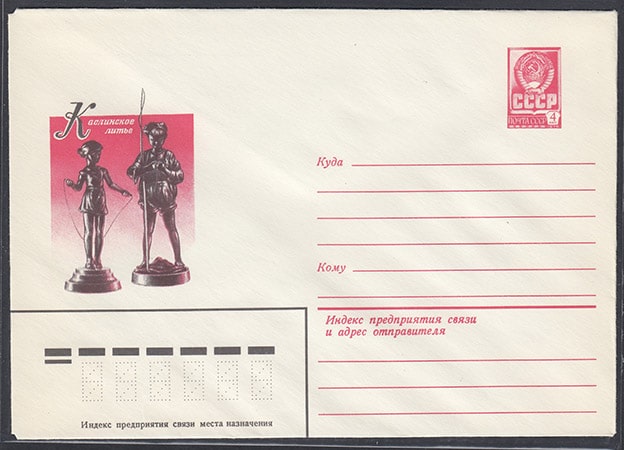 Каслинское
литье
СССР
ПОЧТА СССР 4
Куда
Кому
Индекс предприятия связи
и адрес отправителя
Индекс предприятия связи места назначения